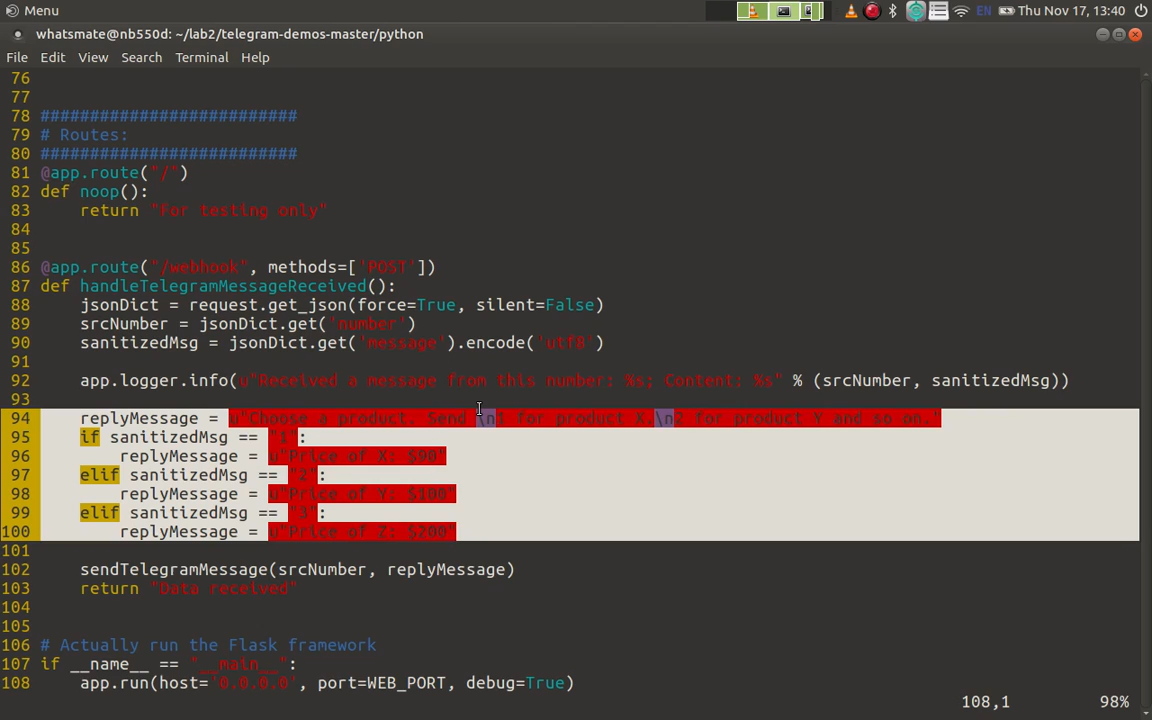 Menu
EN Thu Nov 17, 13:40
whatsmate@nb550d: ~/lab2/telegram-demos-master/python
File Edit View Search Terminal Help
76
77
78 ##########################
79 # Routes:
80 ##########################
81 @app.route("/")
82 def noop():
83     return "For testing only"
84
85
86 @app.route("/webhook", methods=['POST'])
87 def handleTelegramMessageReceived():
88     jsonDict = request.get_json(force=True, silent=False)
89     srcNumber = jsonDict.get('number')
90     sanitizedMsg = jsonDict.get('message').encode('utf8')
91
92     app.logger.info(u"Received a message from this number: %s; Content: %s" % (srcNumber, sanitizedMsg))
93
94     replyMessage = u"Choose a product. Send \n1 for product X,\n2 for product Y and so on."
95     if sanitizedMsg == "1":
96         replyMessage = u"Price of X: $90"
97     elif sanitizedMsg == "2":
98         replyMessage = u"Price of Y: $100"
99     elif sanitizedMsg == "3":
100         replyMessage = u"Price of Z: $200"
101
102     sendTelegramMessage(srcNumber, replyMessage)
103     return "Data received"
104
105
106 # Actually run the Flask framework
107 if __name__ == "__main__":
108     app.run(host='0.0.0.0', port=WEB_PORT, debug=True)
108,1 98%